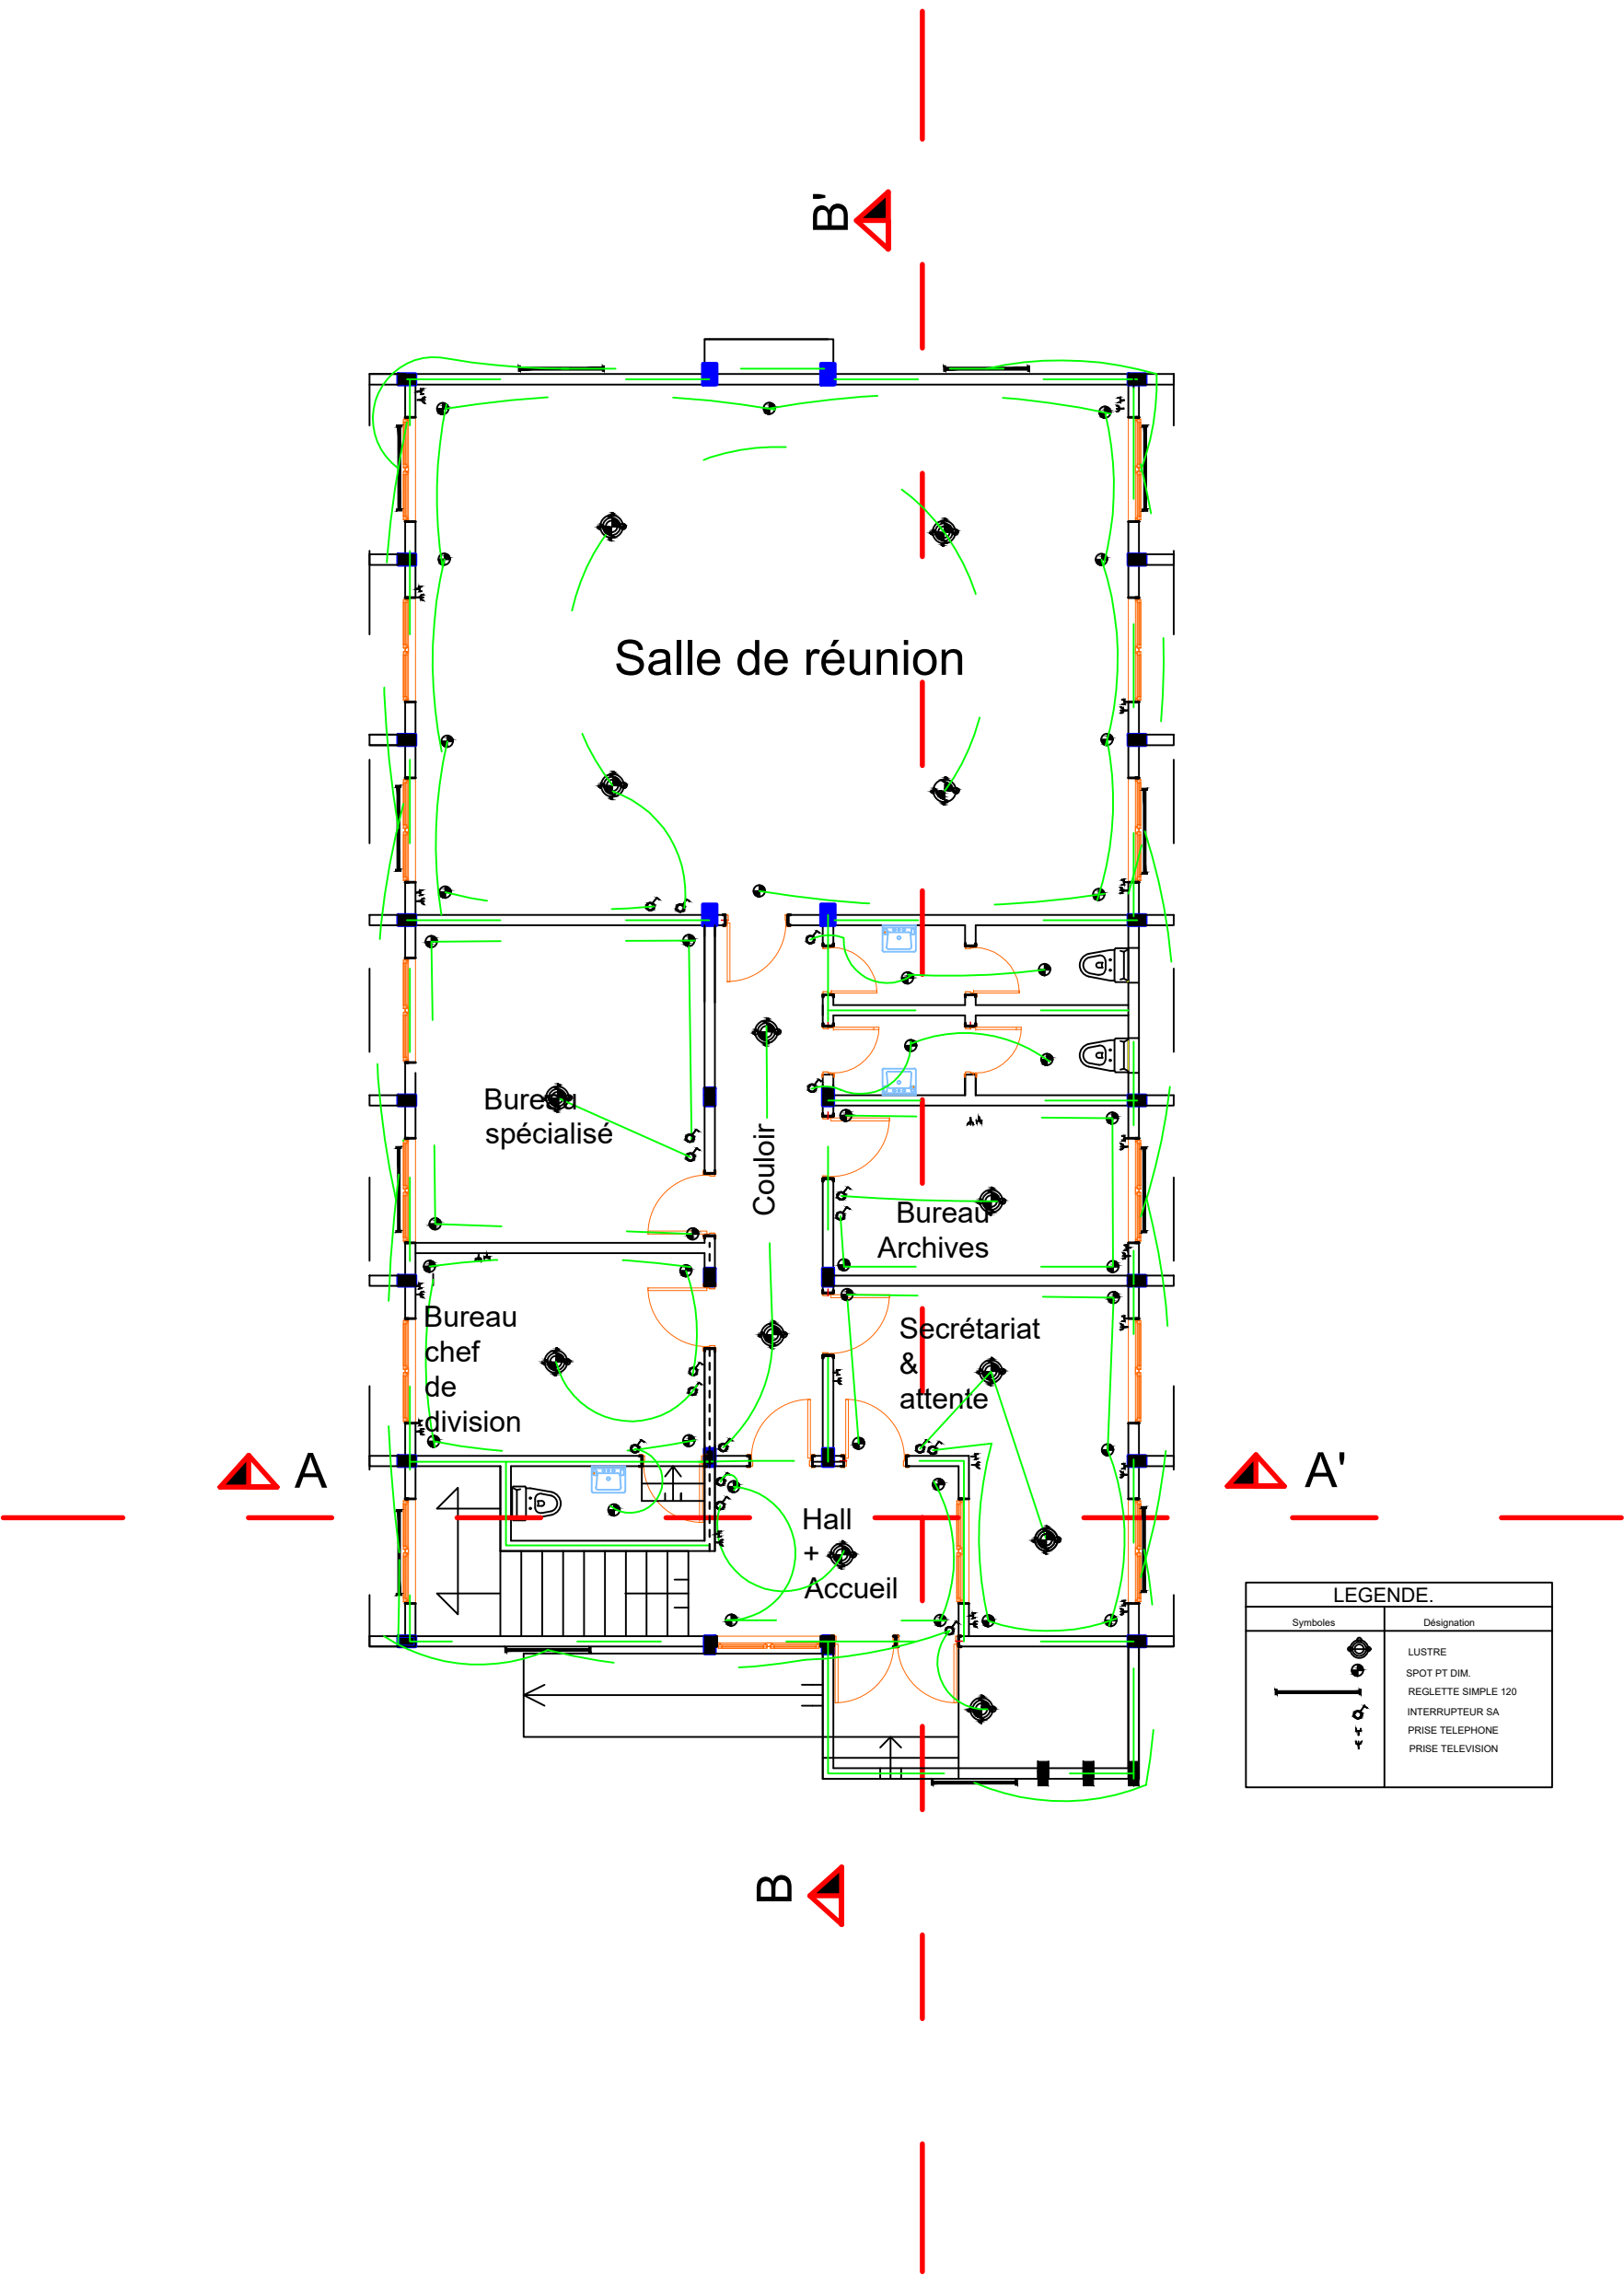 B'
Salle de réunion
Bureau
spécialisé
Couloir
Bureau
Archives
Bureau
chef
de
division
Secrétariat
&
attente
A
A'
Hall
+
Accueil
LEGENDE.
Symboles
Désignation
LUSTRE
SPOT PT DIM.
REGLETTE SIMPLE 120
INTERRUPTEUR SA
PRISE TELEPHONE
PRISE TELEVISION
B